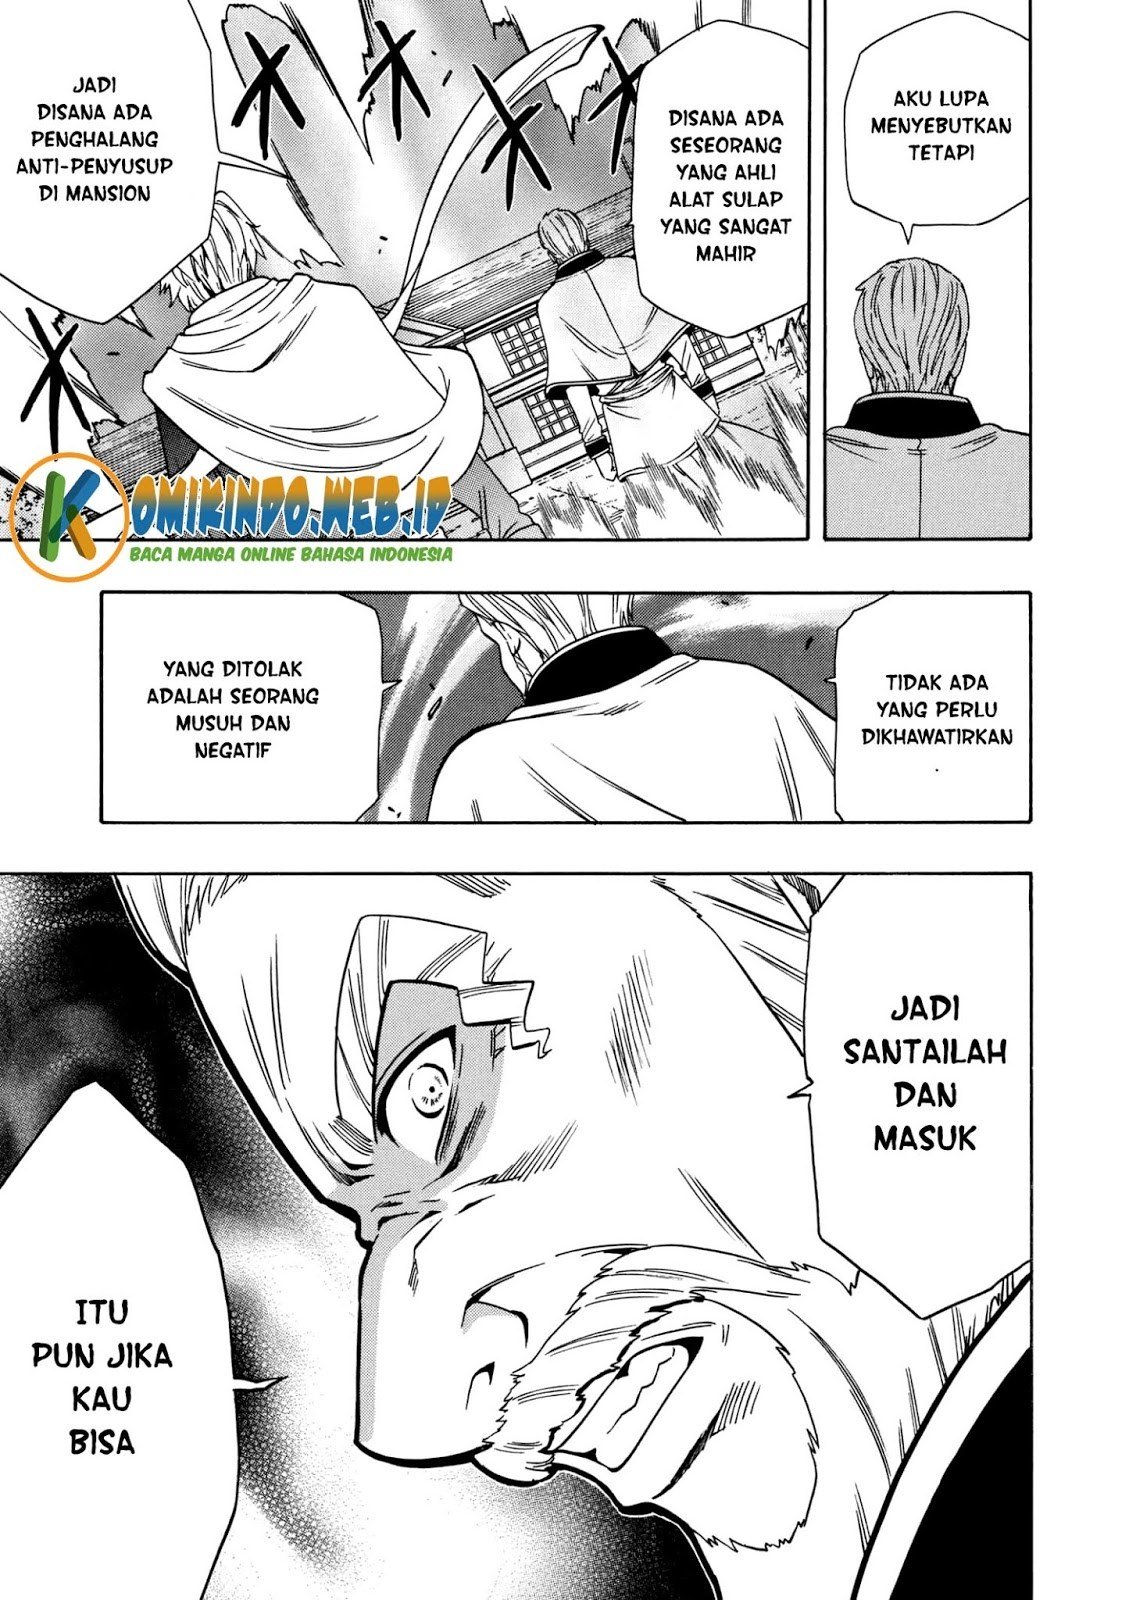 AKU LUPA
MENYEBUTKAN
TETAPI
DISANA ADA
SESEORANG
YANG AHLI
ALAT SULAP
YANG SANGAT
MAHIR
JADI
DISANA ADA
PENGHALANG
ANTI-PENYUSUP
DI MANSION
KOMIKINDO.WEB.ID
BACA MANGA ONLINE BAHASA INDONESIA
TIDAK ADA
YANG PERLU
DIKHAWATIRKAN
.
YANG DITOLAK
ADALAH SEORANG
MUSUH DAN
NEGATIF
JADI
SANTAILAH
DAN
MASUK
ITU
PUN JIKA
KAU
BISA